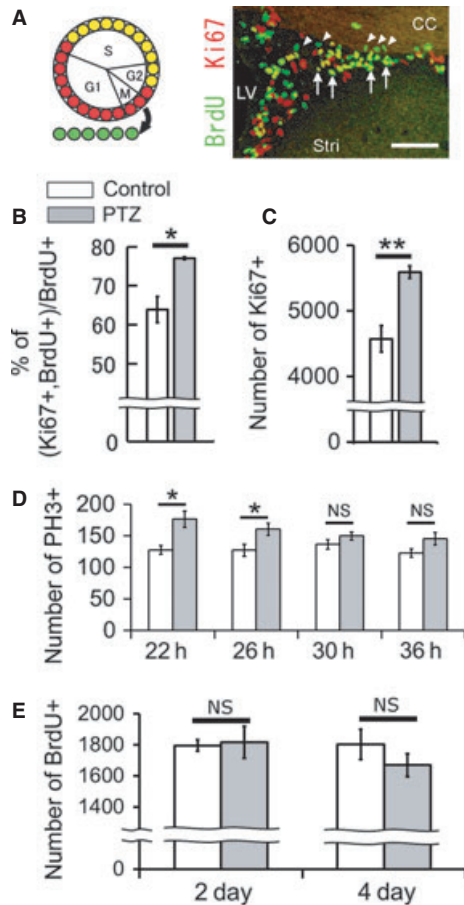 A
S
G1
G2
M
BrdU Ki67
CC
LV
Stri
Control
PTZ
B
% of
(Ki67+,BrdU+)/BrdU+
80
70
60
50
0
*
C
Number of Ki67+
6000
5000
4000
0
**
D
Number of PH3+
200
150
100
50
0
*
*
NS
NS
22 h
26 h
30 h
36 h
E
Number of BrdU+
2000
1800
1600
1400
0
NS
NS
2 day
4 day